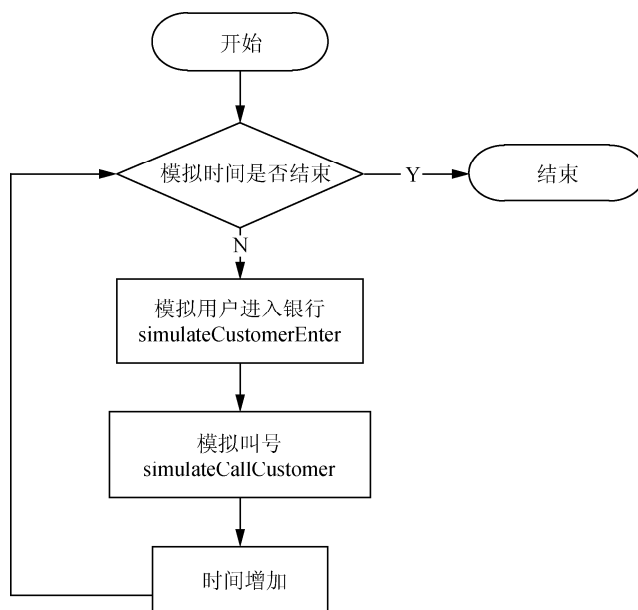 开始
模拟时间是否结束
Y
结束
N
模拟用户进入银行
simulateCustomerEnter
模拟叫号
simulateCallCustomer
时间增加